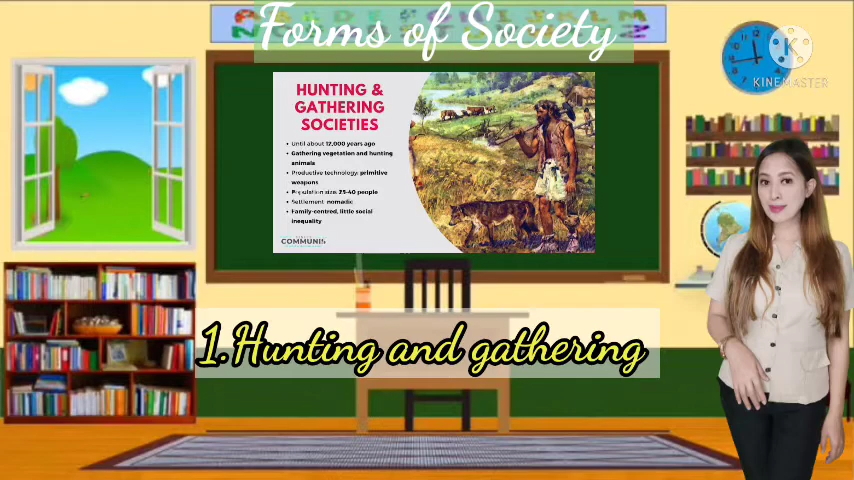 Forms of Society
K
KINEMASTER
HUNTING &
GATHERING
SOCIETIES
• Until about 12,000 years ago
• Gathering vegetation and hunting
animals
• Productive technology: primitive
weapons
• Population size: 25-40 people
• Settlement: nomadic
• Family-centred, little social
inequality
COMMUNIS
1. Hunting and gathering